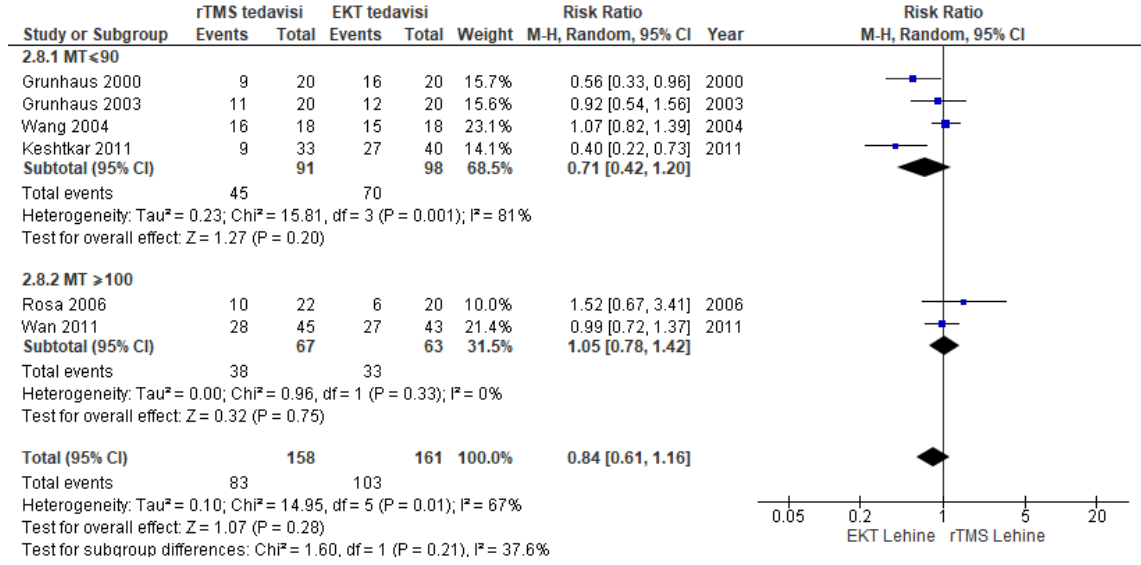 rTMS tedavisi EKT tedavisi Risk Ratio Risk Ratio
Study or Subgroup Events Total Events Total Weight M-H, Random, 95% CI Year M-H, Random, 95% CI
2.8.1 MT⩽90
Grunhaus 2000 9 20 16 20 15.7% 0.56 [0.33, 0.96] 2000
Grunhaus 2003 11 20 12 20 15.6% 0.92 [0.54, 1.56] 2003
Wang 2004 16 18 15 18 23.1% 1.07 [0.82, 1.39] 2004
Keshtkar 2011 9 33 27 40 14.1% 0.40 [0.22, 0.73] 2011
Subtotal (95% CI) 91 98 68.5% 0.71 [0.42, 1.20]
Total events 45 70
Heterogeneity: Tau² = 0.23; Chi² = 15.81, df = 3 (P = 0.001); I² = 81%
Test for overall effect: Z = 1.27 (P = 0.20)
2.8.2 MT ⩾100
Rosa 2006 10 22 6 20 10.0% 1.52 [0.67, 3.41] 2006
Wan 2011 28 45 27 43 21.4% 0.99 [0.72, 1.37] 2011
Subtotal (95% CI) 67 63 31.5% 1.05 [0.78, 1.42]
Total events 38 33
Heterogeneity: Tau² = 0.00; Chi² = 0.96, df = 1 (P = 0.33); I² = 0%
Test for overall effect: Z = 0.32 (P = 0.75)
Total (95% CI) 158 161 100.0% 0.84 [0.61, 1.16]
Total events 83 103
Heterogeneity: Tau² = 0.10; Chi² = 14.95, df = 5 (P = 0.01); I² = 67%
Test for overall effect: Z = 1.07 (P = 0.28)
Test for subgroup differences: Chi² = 1.60, df = 1 (P = 0.21), I² = 37.6%
0.05 0.2 1 5 20
EKT Lehine rTMS Lehine